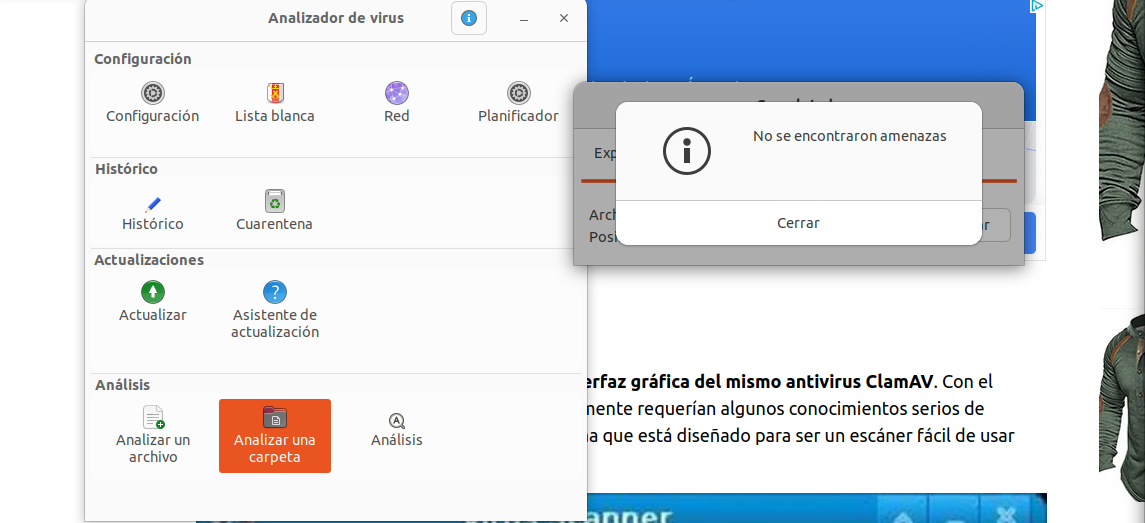 Analizador de virus
Configuración
Configuración
Lista blanca
Red
Planificador
Histórico
Histórico
Cuarentena
Actualizaciones
Actualizar
Asistente de
actualización
Análisis
Analizar un
archivo
Analizar una
carpeta
Análisis
No se encontraron amenazas
Cerrar
Exp
Arch
Posi
ar
erfaz gráfica del mismo antivirus ClamAV. Con el
mente requerían algunos conocimientos serios de
na que está diseñado para ser un escáner fácil de usar